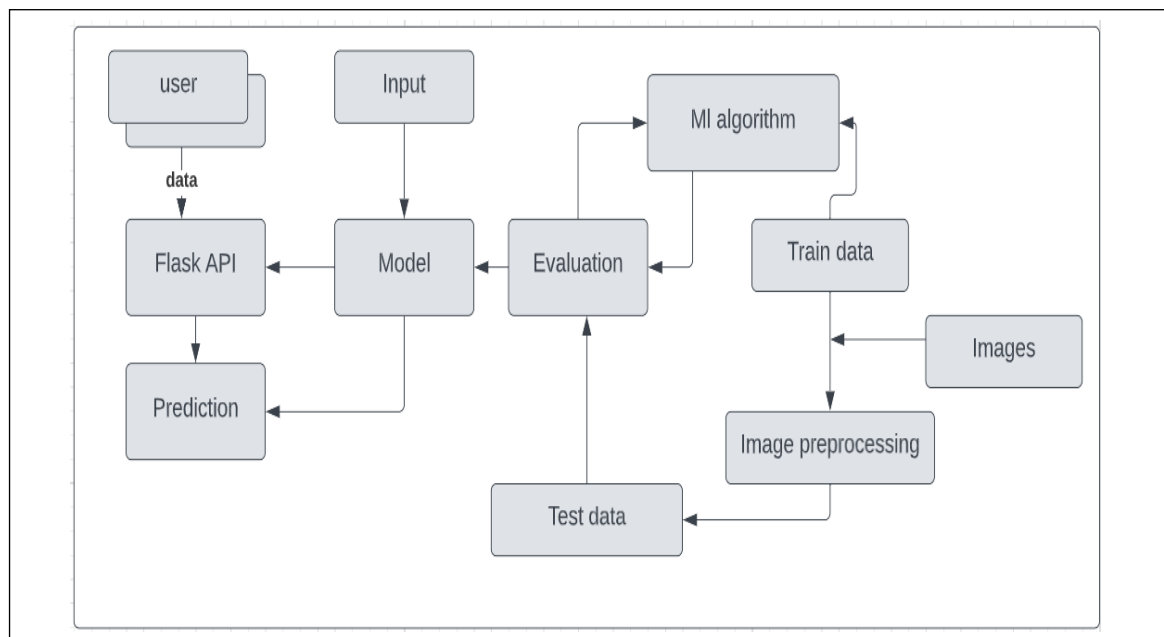 user
Input
Ml algorithm
data
Flask API
Model
Evaluation
Train data
Images
Prediction
Image preprocessing
Test data